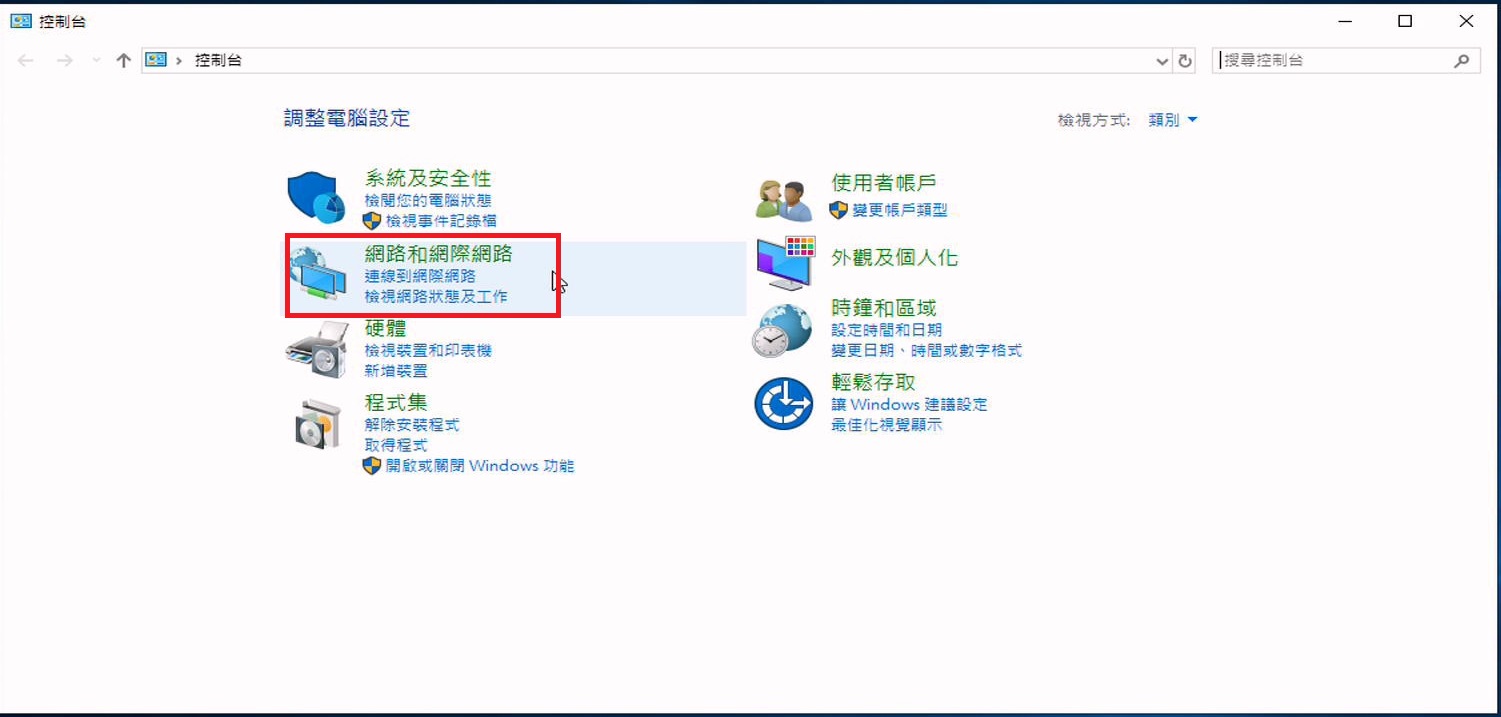 控制台
控制台
搜尋控制台
調整電腦設定
檢視方式: 類別
系統及安全性
檢閱您的電腦狀態
檢視事件記錄檔
網路和網際網路
連線到網際網路
檢視網路狀態及工作
硬體
檢視裝置和印表機
新增裝置
程式集
解除安裝程式
取得程式
開啟或關閉 Windows 功能
使用者帳戶
變更帳戶類型
外觀及個人化
時鐘和區域
設定時間和日期
變更日期、時間或數字格式
輕鬆存取
讓 Windows 建議設定
最佳化視覺顯示